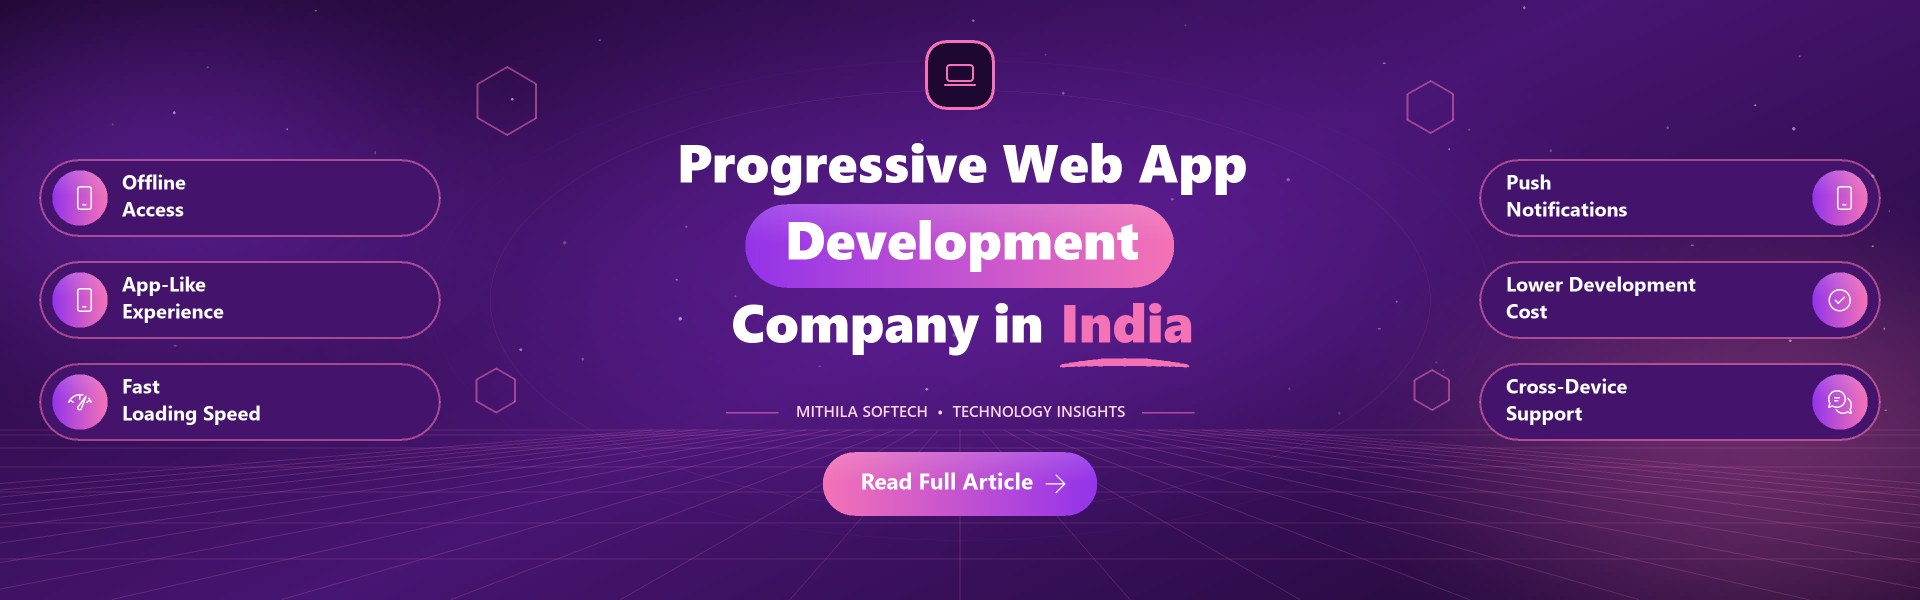 Offline
Access
App-Like
Experience
Fast
Loading Speed
Progressive Web App
Development
Company in India
MITHILA SOFTECH • TECHNOLOGY INSIGHTS
Read Full Article →
Push
Notifications
Lower Development
Cost
Cross-Device
Support